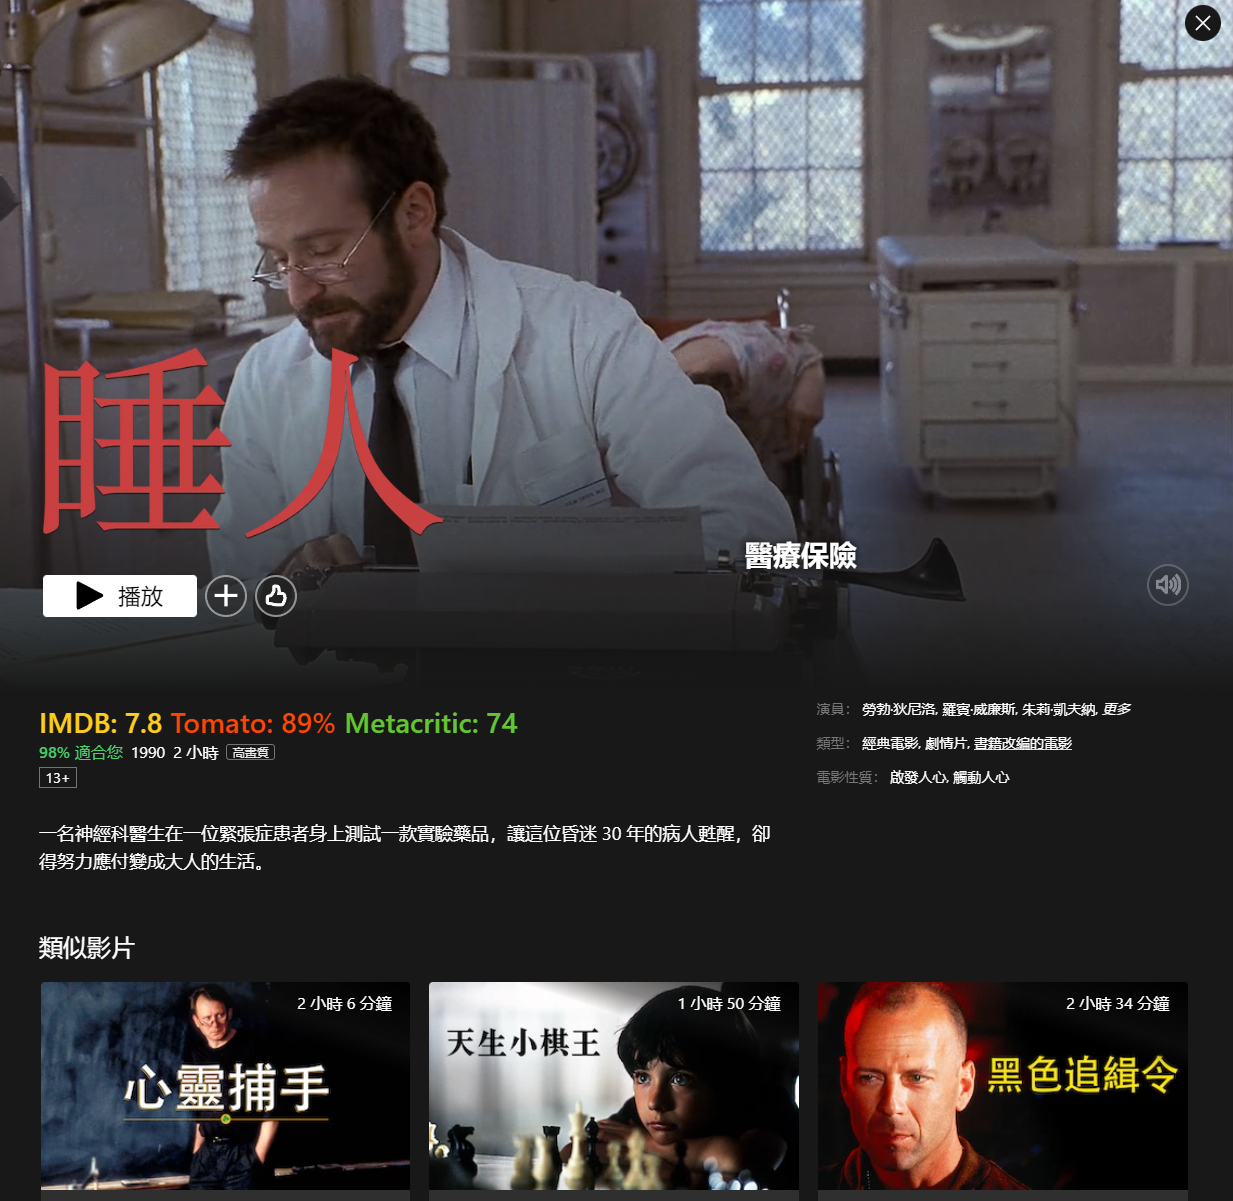 睡人
醫療保險
播放
IMDB: 7.8 Tomato: 89% Metacritic: 74
98% 適合您 1990 2 小時 高畫質
13+
演員： 勞勃·狄尼洛, 羅賓·威廉斯, 朱莉·凱夫納, 更多
類型： 經典電影, 劇情片, 書籍改編的電影
電影性質： 啟發人心, 觸動人心
一名神經科醫生在一位緊張症患者身上測試一款實驗藥品，讓這位昏迷 30 年的病人甦醒，卻
得努力應付變成大人的生活。
類似影片
2 小時 6 分鐘
心靈捕手
1 小時 50 分鐘
天生小棋王
2 小時 34 分鐘
黑色追緝令